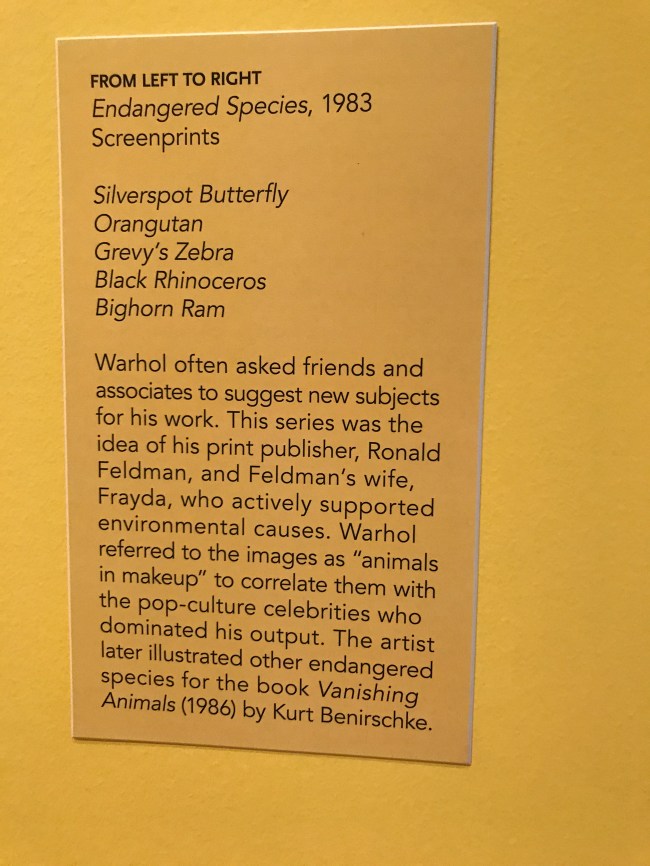 FROM LEFT TO RIGHT
Endangered Species, 1983
Screenprints
Silverspot Butterfly
Orangutan
Grevy's Zebra
Black Rhinoceros
Bighorn Ram
Warhol often asked friends and
associates to suggest new subjects
for his work. This series was the
idea of his print publisher, Ronald
Feldman, and Feldman's wife,
Frayda, who actively supported
environmental causes. Warhol
referred to the images as “animals
in makeup” to correlate them with
the pop-culture celebrities who
dominated his output. The artist
later illustrated other endangered
species for the book Vanishing
Animals (1986) by Kurt Benirschke.